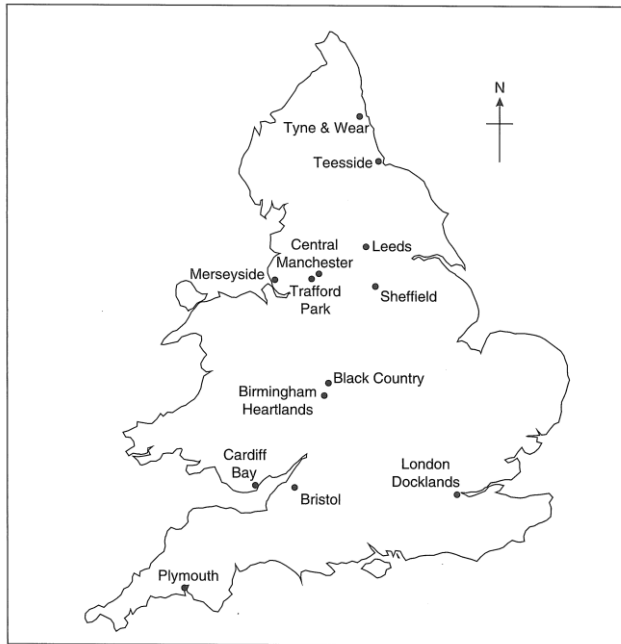 N
Tyne & Wear
Teesside
Leeds
Central
Manchester
Merseyside
Trafford
Park
Sheffield
Black Country
Birmingham
Heartlands
Cardiff
Bay
Bristol
London
Docklands
Plymouth